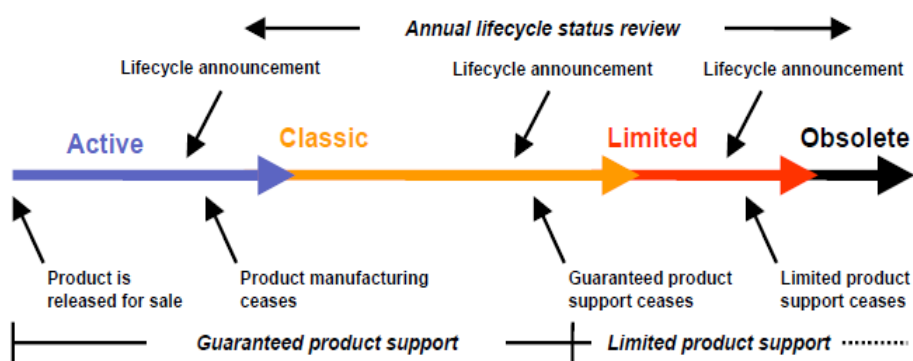 Annual lifecycle status review
Lifecycle announcement
Lifecycle announcement
Lifecycle announcement
Active
Classic
Limited
Obsolete
Product is
released for sale
Product manufacturing
ceases
Guaranteed product
support ceases
Limited product
support ceases
Guaranteed product support
Limited product support